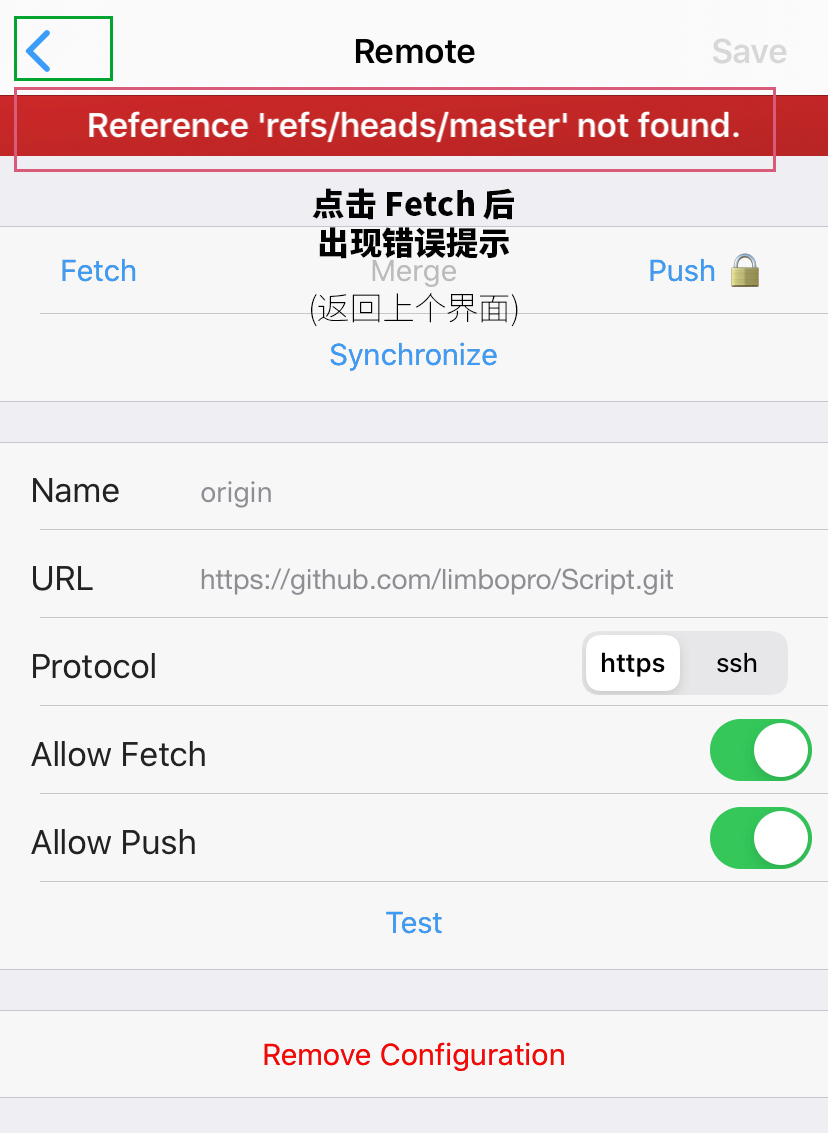 Remote
Save
Reference 'refs/heads/master' not found.
点击 Fetch 后
出现错误提示
Fetch
Merge
Push
(返回上个界面)
Synchronize
Name
origin
URL
https://github.com/limbopro/Script.git
Protocol
https
ssh
Allow Fetch
Allow Push
Test
Remove Configuration